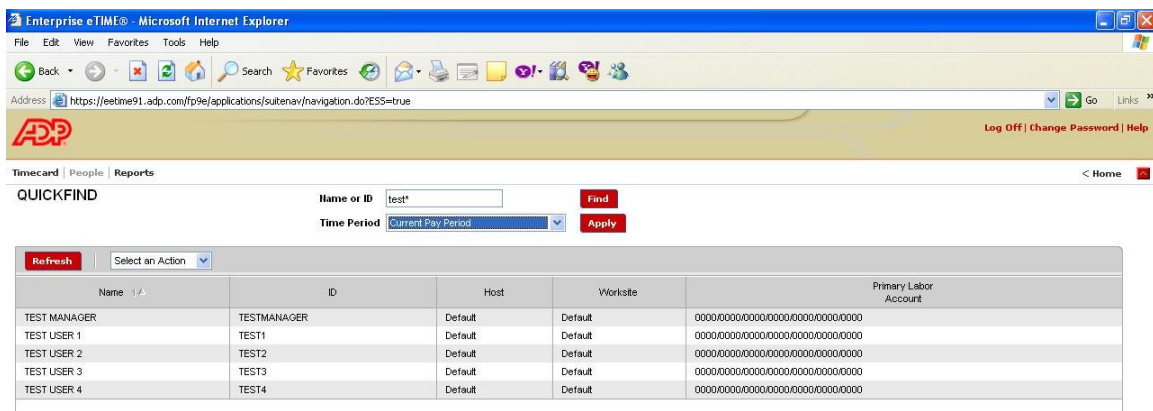 Enterprise eTIME® - Microsoft Internet Explorer
File Edit View Favorites Tools Help
Back Search Favorites
Address https://eetime91.adp.com/fp9e/applications/suitenav/navigation.do?ESS=true Go Links »
ADP Log Off | Change Password | Help
Timecard | People | Reports < Home
QUICKFIND Name or ID test* Find
Time Period Current Pay Period Apply
Refresh Select an Action
Name 1 ID Host Worksite Primary Labor Account
TEST MANAGER TESTMANAGER Default Default 0000/0000/0000/0000/0000/0000/0000
TEST USER 1 TEST1 Default Default 0000/0000/0000/0000/0000/0000/0000
TEST USER 2 TEST2 Default Default 0000/0000/0000/0000/0000/0000/0000
TEST USER 3 TEST3 Default Default 0000/0000/0000/0000/0000/0000/0000
TEST USER 4 TEST4 Default Default 0000/0000/0000/0000/0000/0000/0000